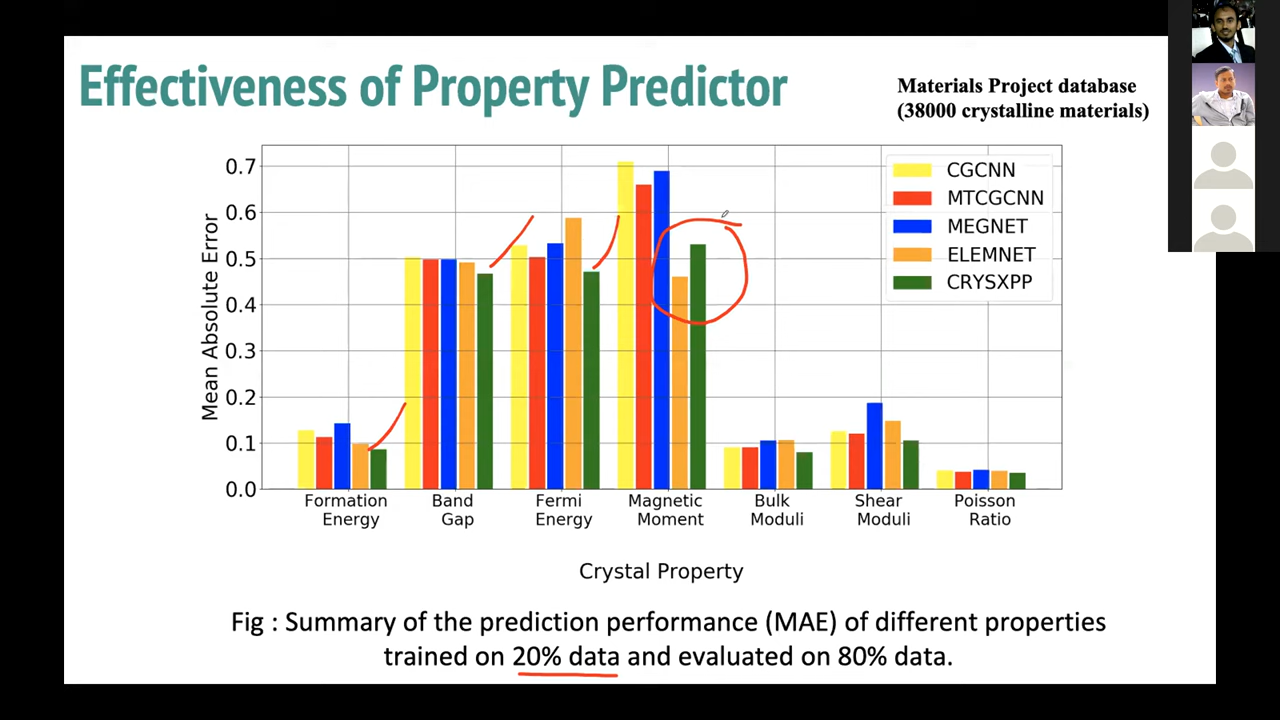 Effectiveness of Property Predictor
Materials Project database
(38000 crystalline materials)
0.7
0.6
0.5
0.4
0.3
0.2
0.1
0.0
Mean Absolute Error
CGCNN
MTCGCNN
MEGNET
ELEMNET
CRYSXPP
Formation
Energy
Band
Gap
Fermi
Energy
Magnetic
Moment
Bulk
Moduli
Shear
Moduli
Poisson
Ratio
Crystal Property
Fig : Summary of the prediction performance (MAE) of different properties
trained on 20% data and evaluated on 80% data.